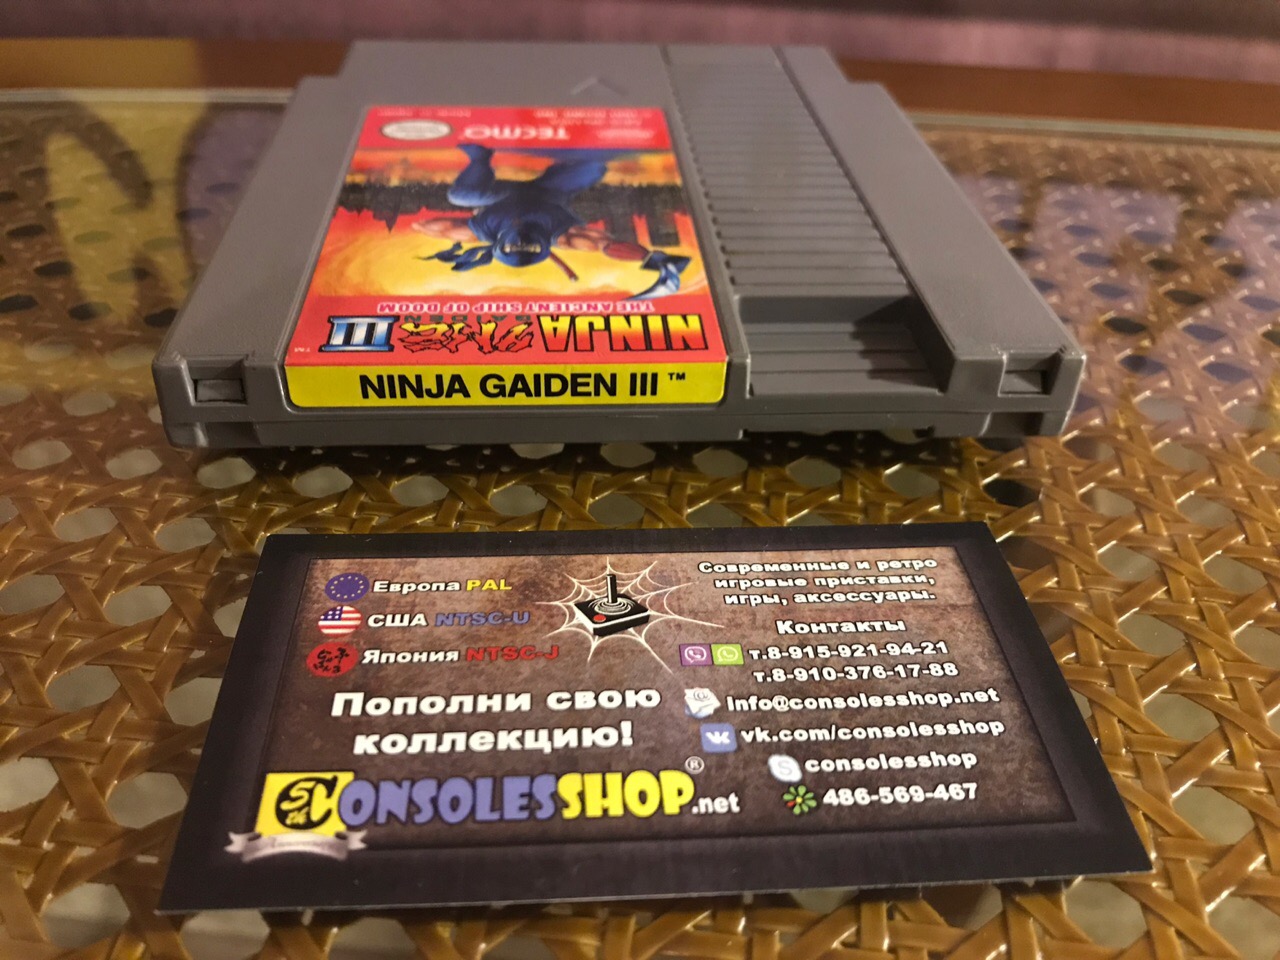 TECMO
THE ANCIENT SHIP OF DOOM
NINJA GAIDEN III
NINJA GAIDEN III ™
Европа PAL
США NTSC-U
Япония NTSC-J
Пополни свою
коллекцию!
CONSOLESSHOP®.net
Современные и ретро
игровые приставки,
игры, аксессуары.
Контакты
т.8-915-921-94-21
т.8-910-376-17-88
info@consolesshop.net
vk.com/consolesshop
consolesshop
486-569-467